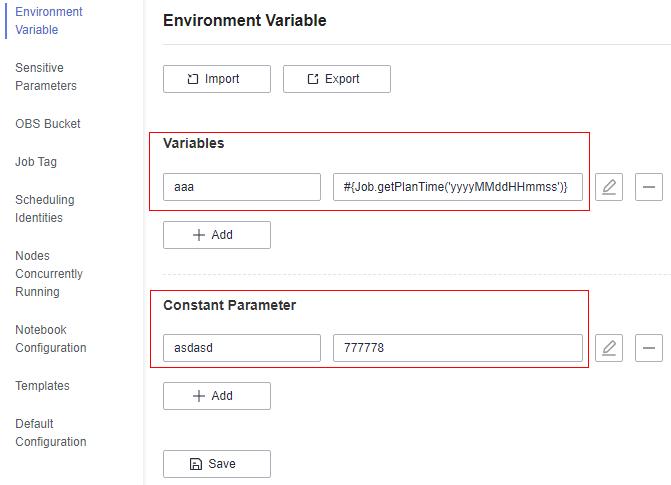 Environment
Variable
Sensitive
Parameters
OBS Bucket
Job Tag
Scheduling
Identities
Nodes
Concurrently
Running
Notebook
Configuration
Templates
Default
Configuration
Environment Variable
Import Export
Variables
aaa #{Job.getPlanTime('yyyyMMddHHmmss')}
Add
Constant Parameter
asdasd 777778
Add
Save